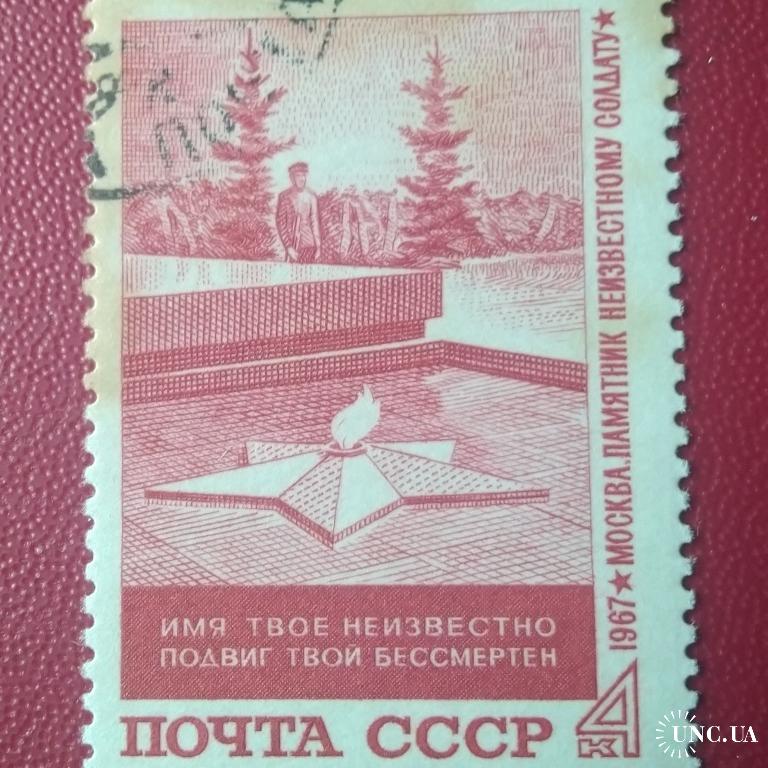 ИМЯ ТВОЕ НЕИЗВЕСТНО
ПОДВИГ ТВОЙ БЕССМЕРТЕН
ПОЧТА СССР
4 К
1967★МОСКВА.ПАМЯТНИК НЕИЗВЕСТНОМУ СОЛДАТУ★
UNC.UA